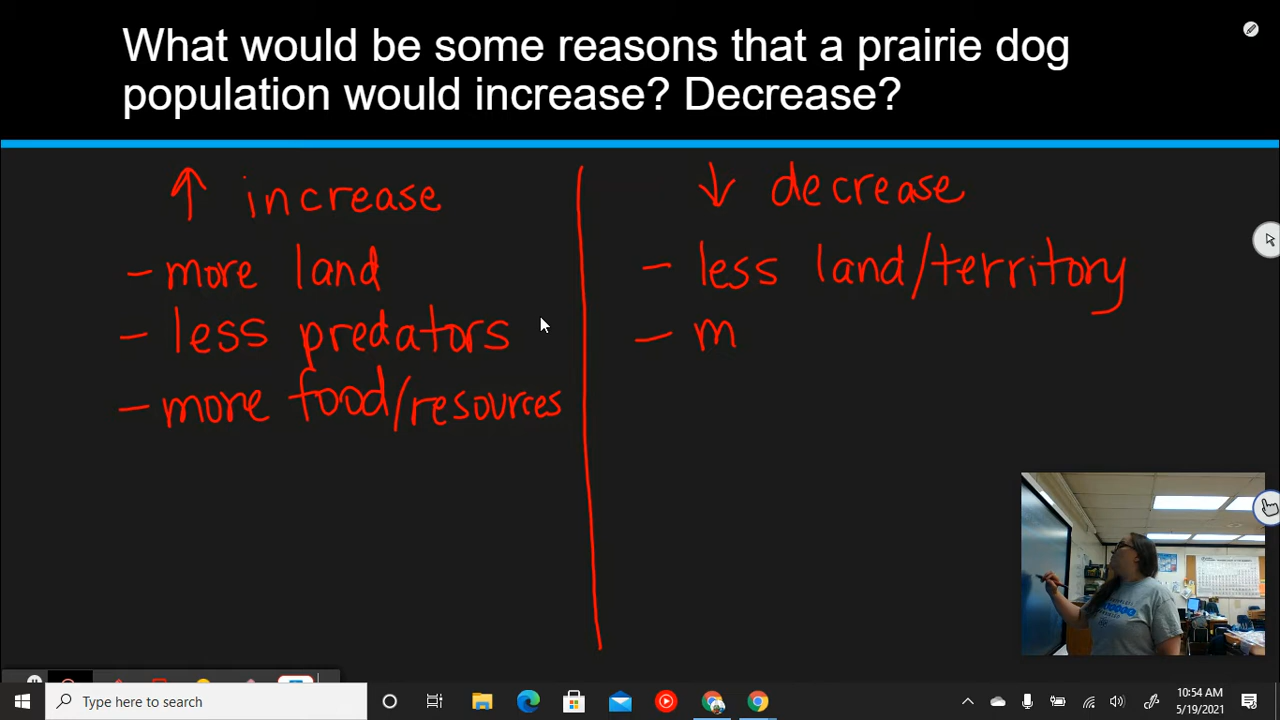 What would be some reasons that a prairie dog
population would increase? Decrease?
↑ increase
- more land
- less predators
- more food/resources
↓ decrease
- less land/territory
- m
Type here to search
10:54 AM
5/19/2021